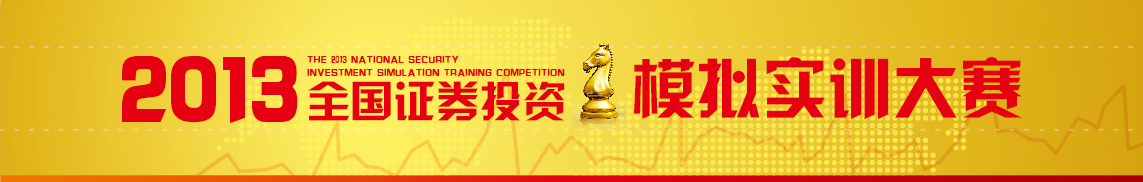 2013
THE 2013 NATIONAL SECURITY
INVESTMENT SIMULATION TRAINING COMPETITION
全国证券投资
模拟实训大赛